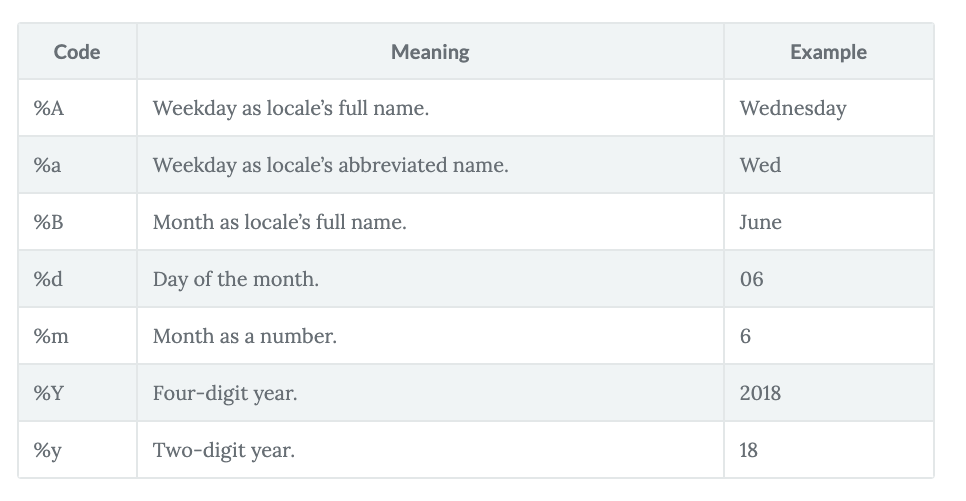 Code Meaning Example
%A Weekday as locale’s full name. Wednesday
%a Weekday as locale’s abbreviated name. Wed
%B Month as locale’s full name. June
%d Day of the month. 06
%m Month as a number. 6
%Y Four-digit year. 2018
%y Two-digit year. 18